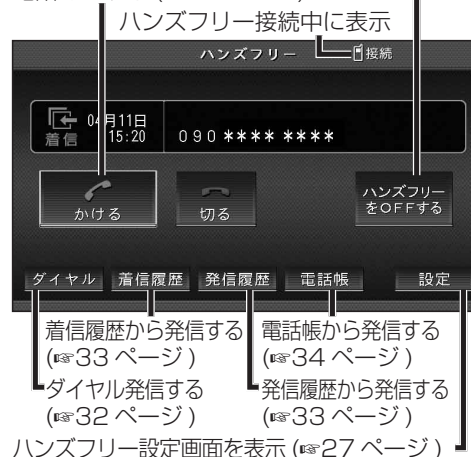 ハンズフリー接続中に表示
ハンズフリー 接続
04月11日
着信 15:20 090 **** ****
かける 切る ハンズフリー
をOFFする
ダイヤル 着信履歴 発信履歴 電話帳 設定
着信履歴から発信する
(☞33 ページ)
電話帳から発信する
(☞34 ページ)
ダイヤル発信する
(☞32 ページ)
発信履歴から発信する
(☞33 ページ)
ハンズフリー設定画面を表示 (☞27 ページ)